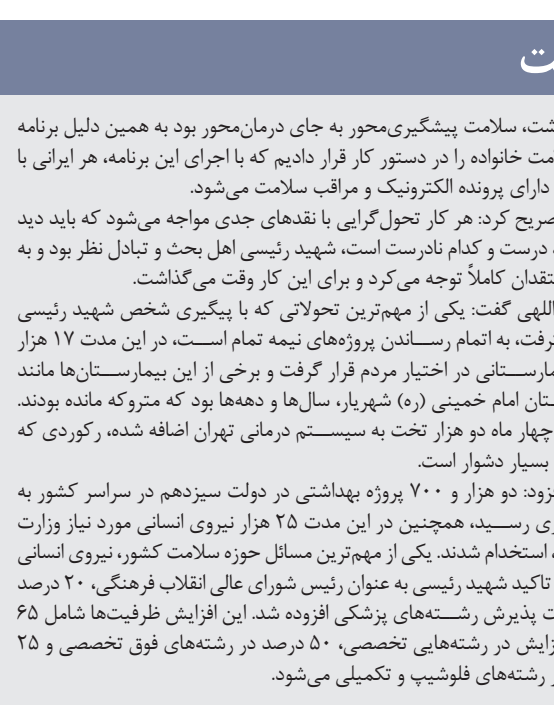 سلامت پیشگیری‌محور به جای درمان‌محور بود به همین دلیل برنامه
خانواده را در دستور کار قرار دادیم که با اجرای این برنامه، هر ایرانی با
دارای پرونده الکترونیک و مراقب سلامت می‌شود.
کرد: هر کار تحول‌گرایی با نقدهای جدی مواجه می‌شود که باید دید
درست و کدام نادرست است، شهید رئیسی اهل بحث و تبادل نظر بود و به
کاملاً توجه می‌کرد و برای این کار وقت می‌گذاشت.
گفت: یکی از مهم‌ترین تحولاتی که با پیگیری شخص شهید رئیسی
به اتمام رساندن پروژه‌های نیمه تمام است، در این مدت ۱۷ هزار
در اختیار مردم قرار گرفت و برخی از این بیمارستان‌ها مانند
امام خمینی (ره) شهریار، سال‌ها و دهه‌ها بود که متروکه مانده بودند.
چهار ماه دو هزار تخت به سیستم درمانی تهران اضافه شده، رکوردی که
بسیار دشوار است.
دو هزار و ۷۰۰ پروژه بهداشتی در دولت سیزدهم در سراسر کشور به
رسید، همچنین در این مدت ۲۵ هزار نیروی انسانی مورد نیاز وزارت
استخدام شدند. یکی از مهم‌ترین مسائل حوزه سلامت کشور، نیروی انسانی
تاکید شهید رئیسی به عنوان رئیس شورای عالی انقلاب فرهنگی، ۲۰ درصد
پذیرش رشته‌های پزشکی افزوده شد. این افزایش ظرفیت‌ها شامل ۶۵
در رشته‌هایی تخصصی، ۵۰ درصد در رشته‌های فوق تخصصی و ۲۵
رشته‌های فلوشیپ و تکمیلی می‌شود.